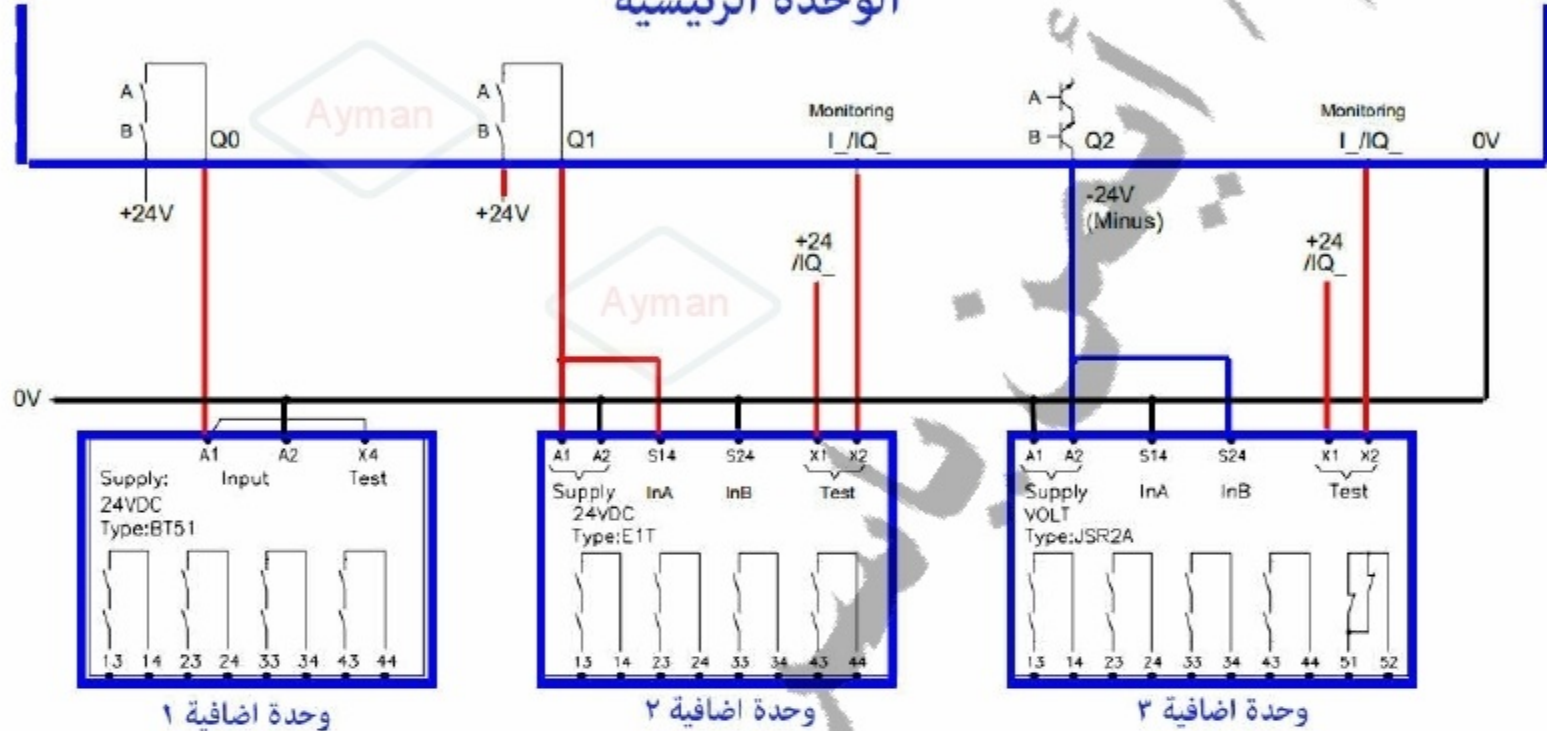 الوحدة الرئيسية
A
B
Q0
A
B
Q1
Monitoring
I_/IQ_
A
B
Q2
Monitoring
I_/IQ_
0V
Ayman
+24V
+24V
-24V
(Minus)
+24
/IQ_
+24
/IQ_
Ayman
0V
A1 A2 X4
Supply: Input Test
24VDC
Type:BT51
13 14 23 24 33 34 43 44
وحدة اضافية ١
A1 A2 S14 S24 X1 X2
Supply InA InB Test
24VDC
Type:E1T
13 14 23 24 33 34 43 44
وحدة اضافية ٢
A1 A2 S14 S24 X1 X2
Supply InA InB Test
VOLT
Type:JSR2A
13 14 23 24 33 34 43 44 51 52
وحدة اضافية ٣